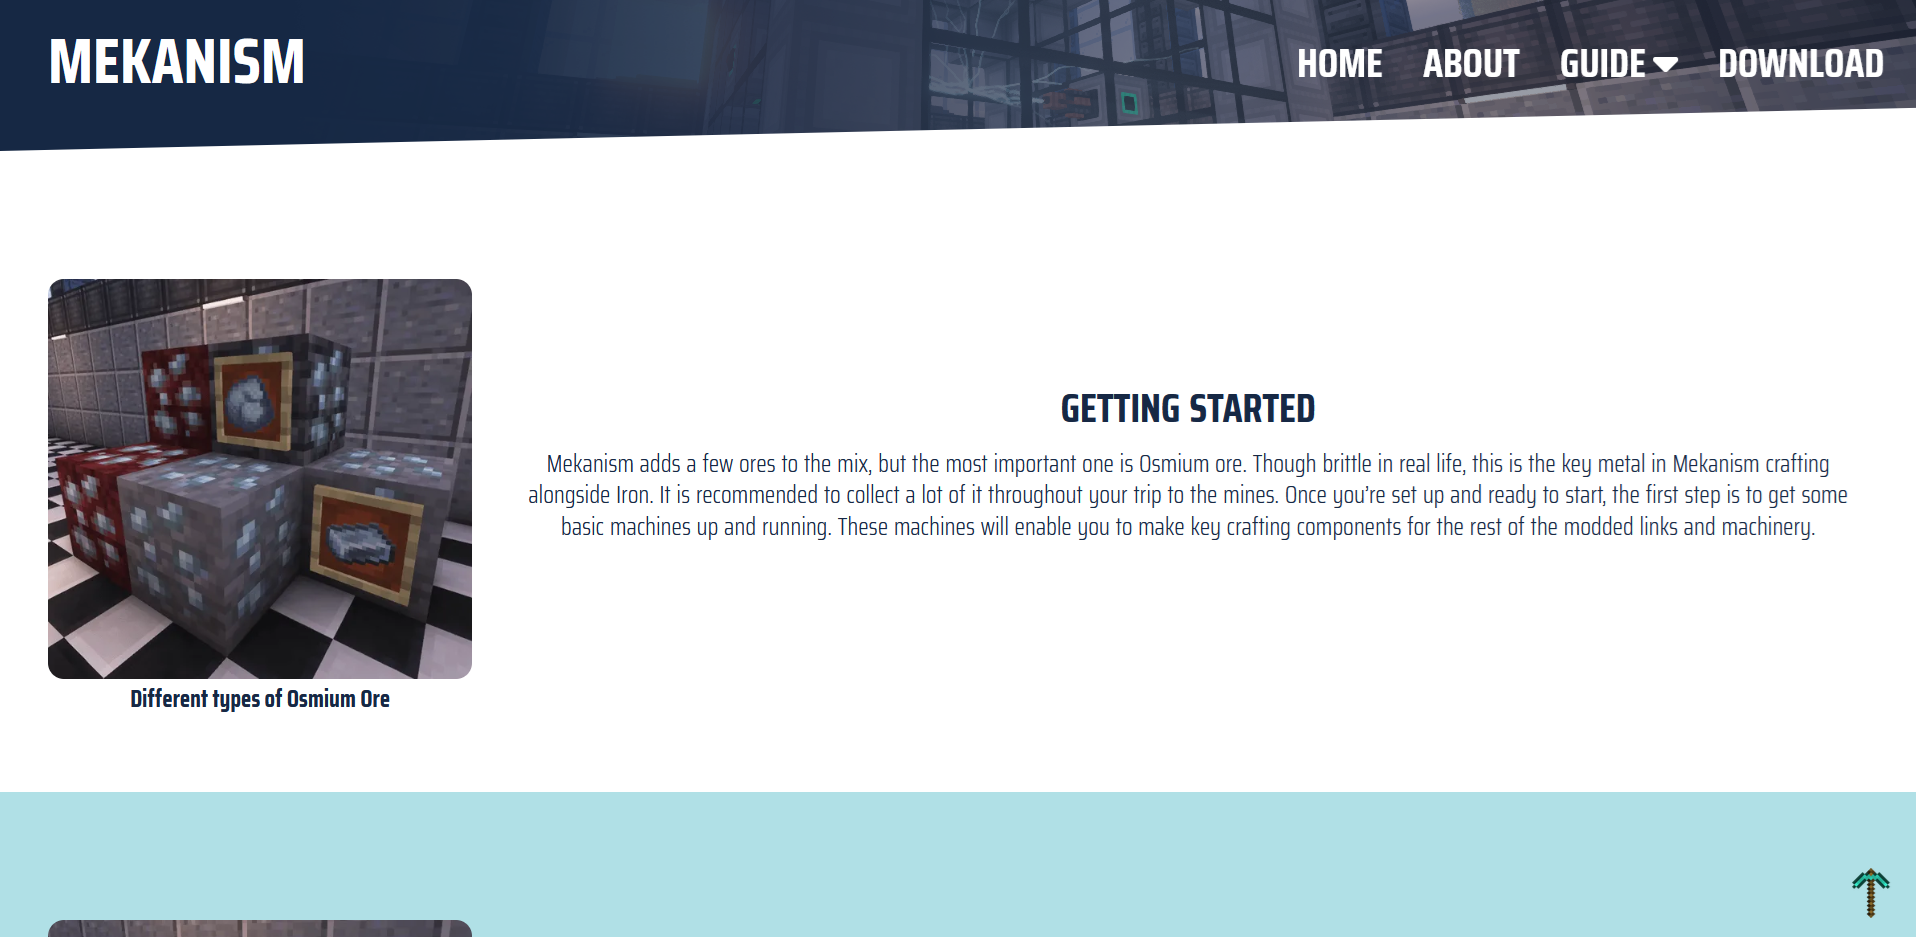 MEKANISM
HOME ABOUT GUIDE DOWNLOAD
GETTING STARTED
Mekanism adds a few ores to the mix, but the most important one is Osmium ore. Though brittle in real life, this is the key metal in Mekanism crafting
alongside Iron. It is recommended to collect a lot of it throughout your trip to the mines. Once you’re set up and ready to start, the first step is to get some
basic machines up and running. These machines will enable you to make key crafting components for the rest of the modded links and machinery.
Different types of Osmium Ore